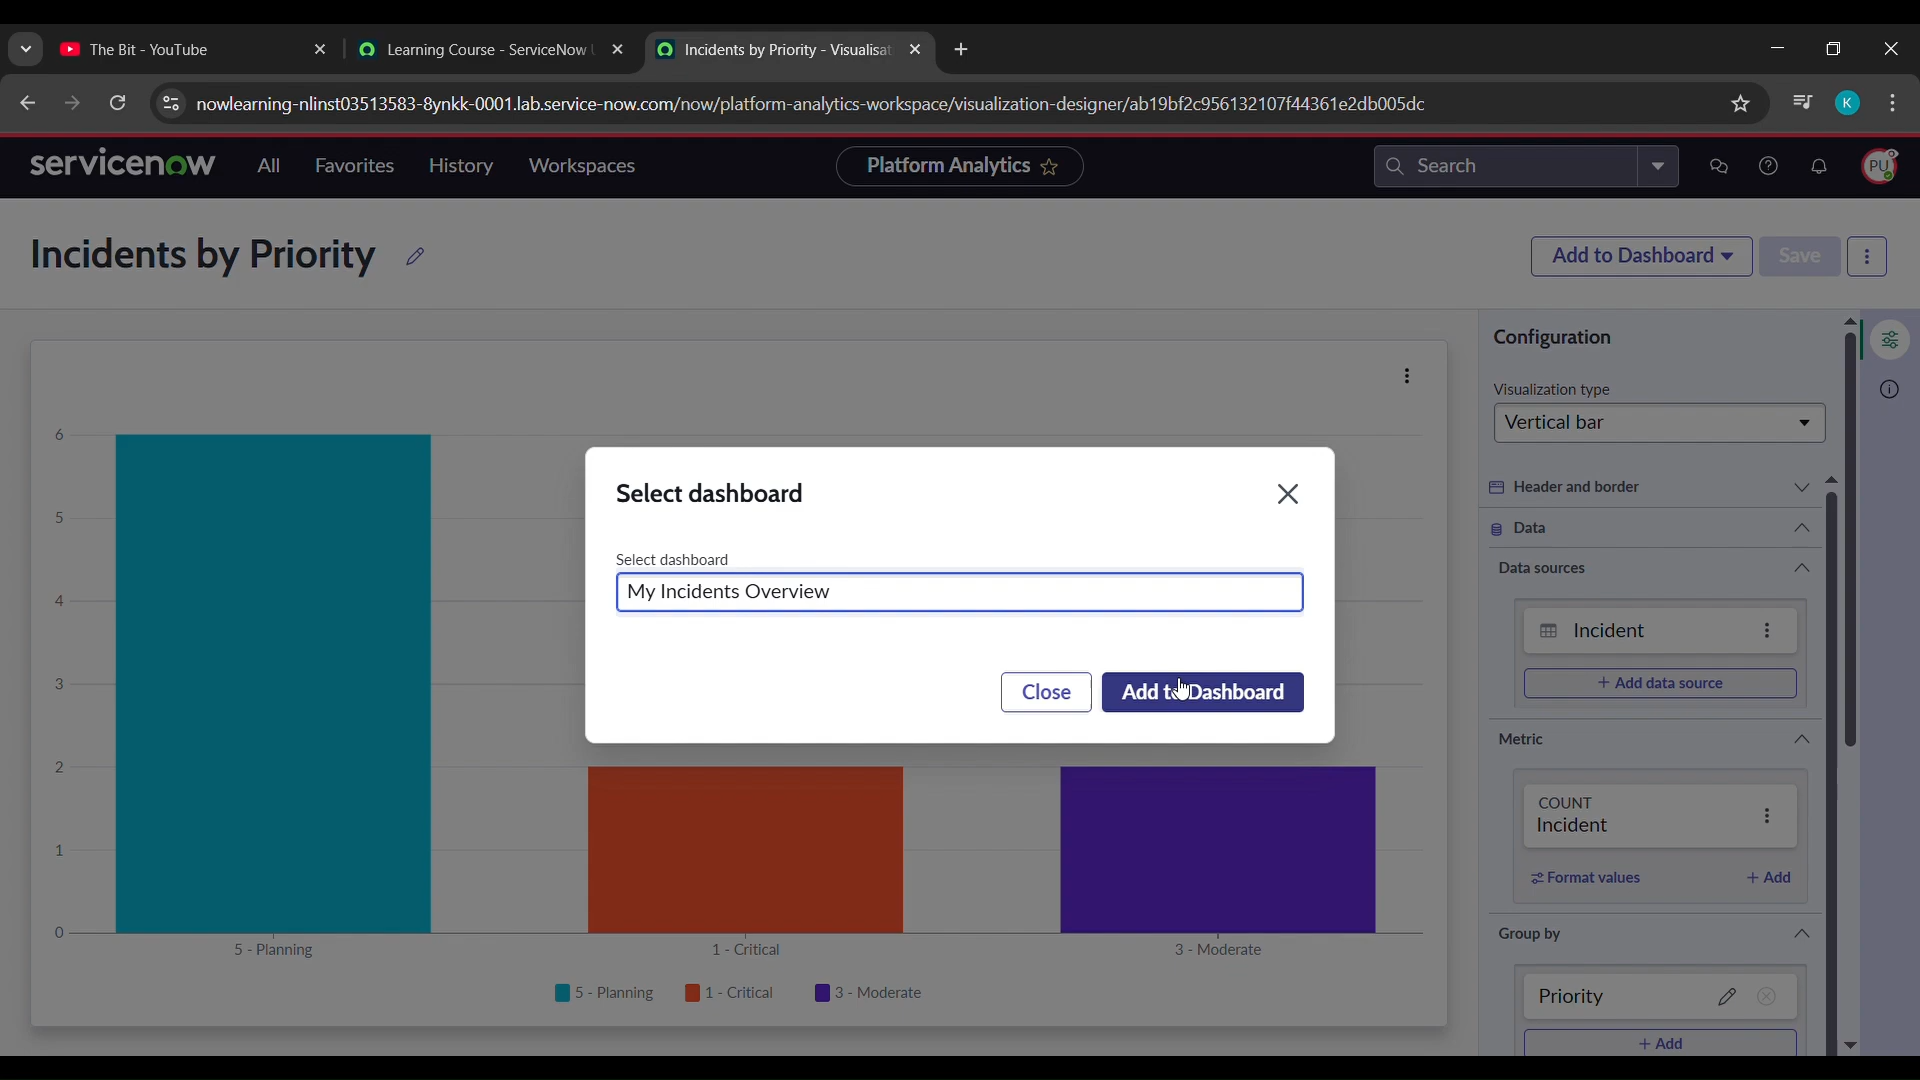 The Bit - YouTube
Learning Course - ServiceNow U
Incidents by Priority - Visualisat
nowlearning-nlinst03513583-8ynkk-0001.lab.service-now.com/now/platform-analytics-workspace/visualization-designer/ab19bf2c956132107f44361e2db005dc
K
servicenow
All
Favorites
History
Workspaces
Platform Analytics
Search
PU
Incidents by Priority
Add to Dashboard
Save
Configuration
Visualization type
Vertical bar
Header and border
Data
Data sources
Incident
+ Add data source
Metric
COUNT
Incident
Format values
+ Add
Group by
Priority
+ Add
Select dashboard
Select dashboard
My Incidents Overview
Close
Add to Dashboard
6
5
4
3
2
1
0
5 - Planning
1 - Critical
3 - Moderate
5 - Planning
1 - Critical
3 - Moderate